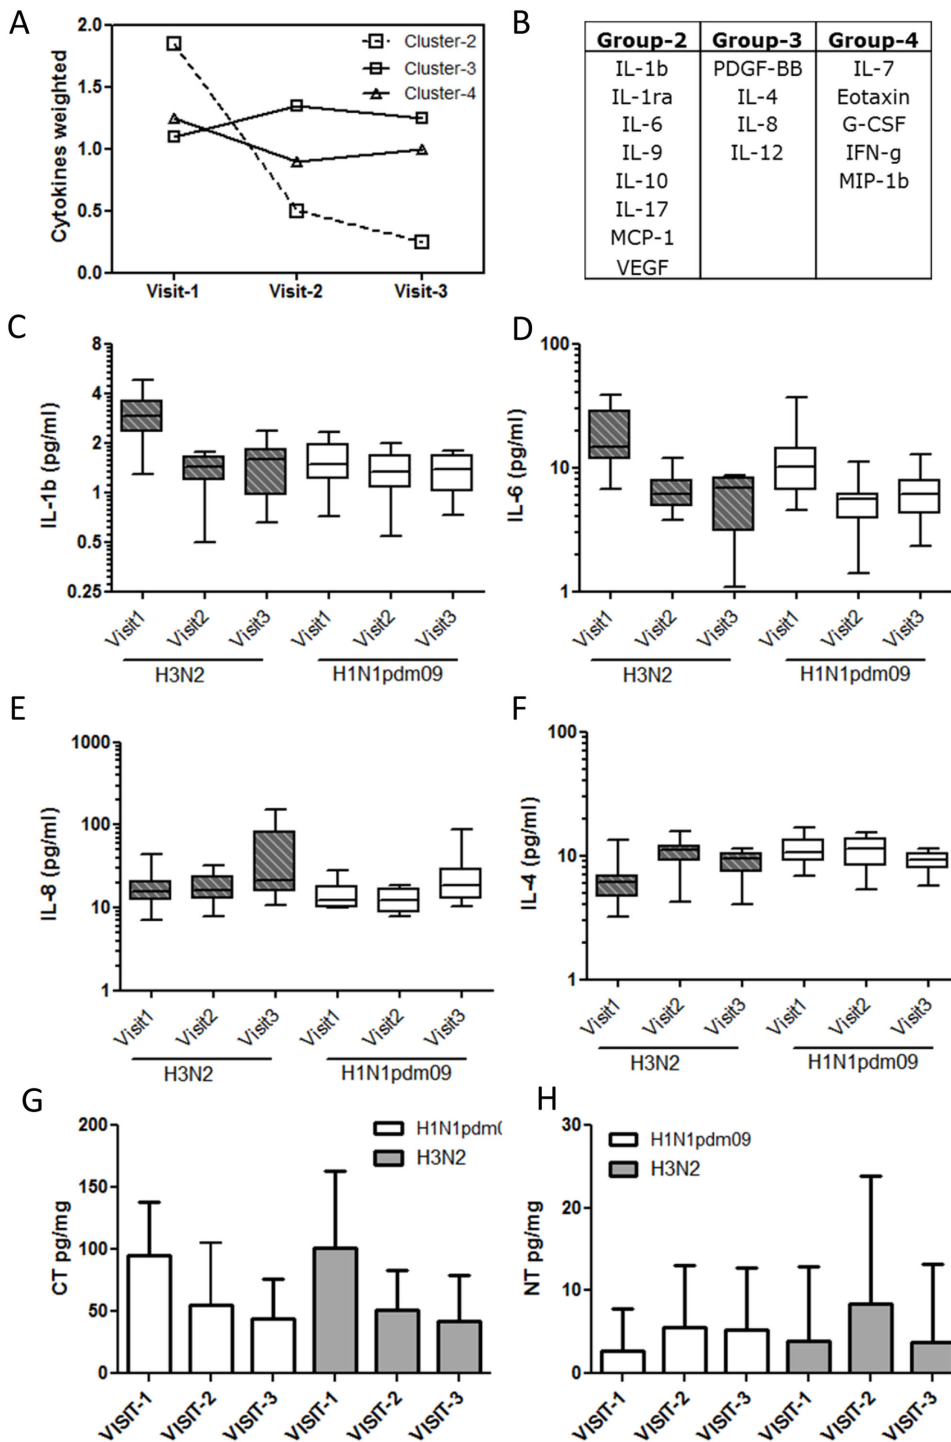 A
Cytokines weighted
2.0
1.5
1.0
0.5
0.0
Cluster-2
Cluster-3
Cluster-4
Visit-1 Visit-2 Visit-3
B
Group-2 Group-3 Group-4
IL-1b PDGF-BB IL-7
IL-1ra IL-4 Eotaxin
IL-6 IL-8 G-CSF
IL-9 IL-12 IFN-g
IL-10 MIP-1b
IL-17
MCP-1
VEGF
C
IL-1b (pg/ml)
8
4
2
1
0.5
0.25
Visit1 Visit2 Visit3 Visit1 Visit2 Visit3
H3N2 H1N1pdm09
D
IL-6 (pg/ml)
100
10
1
Visit1 Visit2 Visit3 Visit1 Visit2 Visit3
H3N2 H1N1pdm09
E
IL-8 (pg/ml)
1000
100
10
1
Visit1 Visit2 Visit3 Visit1 Visit2 Visit3
H3N2 H1N1pdm09
F
IL-4 (pg/ml)
100
10
1
Visit1 Visit2 Visit3 Visit1 Visit2 Visit3
H3N2 H1N1pdm09
G
CT pg/mg
200
150
100
50
0
H1N1pdm(
H3N2
VISIT-1 VISIT-2 VISIT-3 VISIT-1 VISIT-2 VISIT-3
H
NT pg/mg
30
20
10
0
H1N1pdm09
H3N2
VISIT-1 VISIT-2 VISIT-3 VISIT-1 VISIT-2 VISIT-3